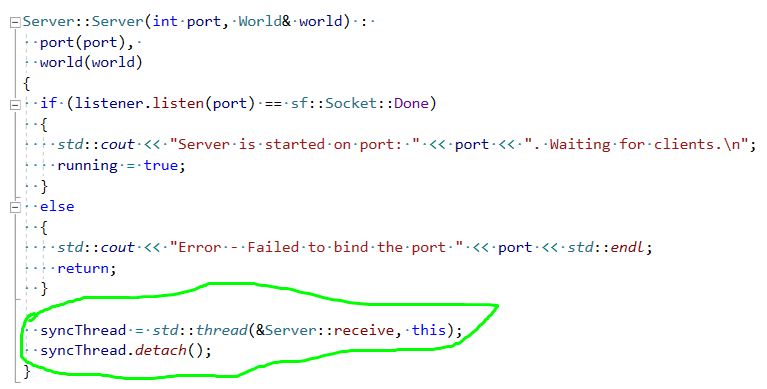 Server::Server(int port, World& world) :
port(port),
world(world)
{
if (listener.listen(port) == sf::Socket::Done)
{
std::cout << "Server is started on port: " << port << ". Waiting for clients.\n";
running = true;
}
else
{
std::cout << "Error - Failed to bind the port " << port << std::endl;
return;
}
syncThread = std::thread(&Server::receive, this);
syncThread.detach();
}